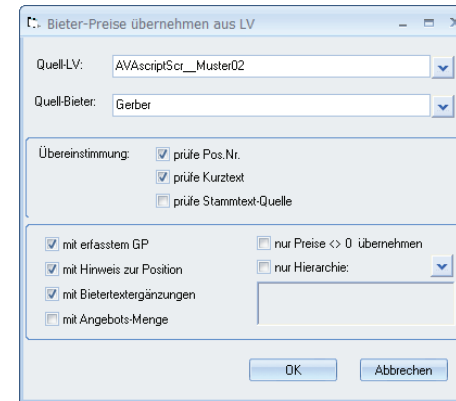 Bieter-Preise übernehmen aus LV
Quell-LV: AVAscriptScr__Muster02
Quell-Bieter: Gerber
Übereinstimmung: prüfe Pos.Nr.
prüfe Kurztext
prüfe Stammtext-Quelle
mit erfasstem GP
mit Hinweis zur Position
mit Bietertextergänzungen
mit Angebots-Menge
nur Preise <> 0 übernehmen
nur Hierarchie:
OK Abbrechen